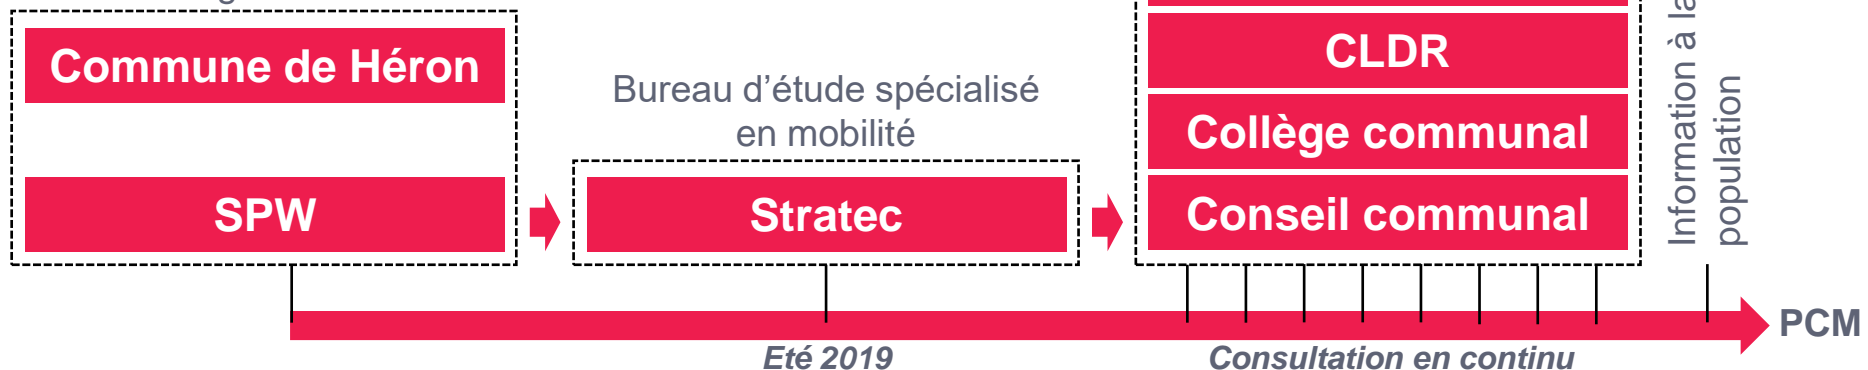 Commune de Héron
SPW
Bureau d’étude spécialisé
en mobilité
Stratec
CLDR
Collège communal
Conseil communal
Information à la
population
Eté 2019
Consultation en continu
PCM